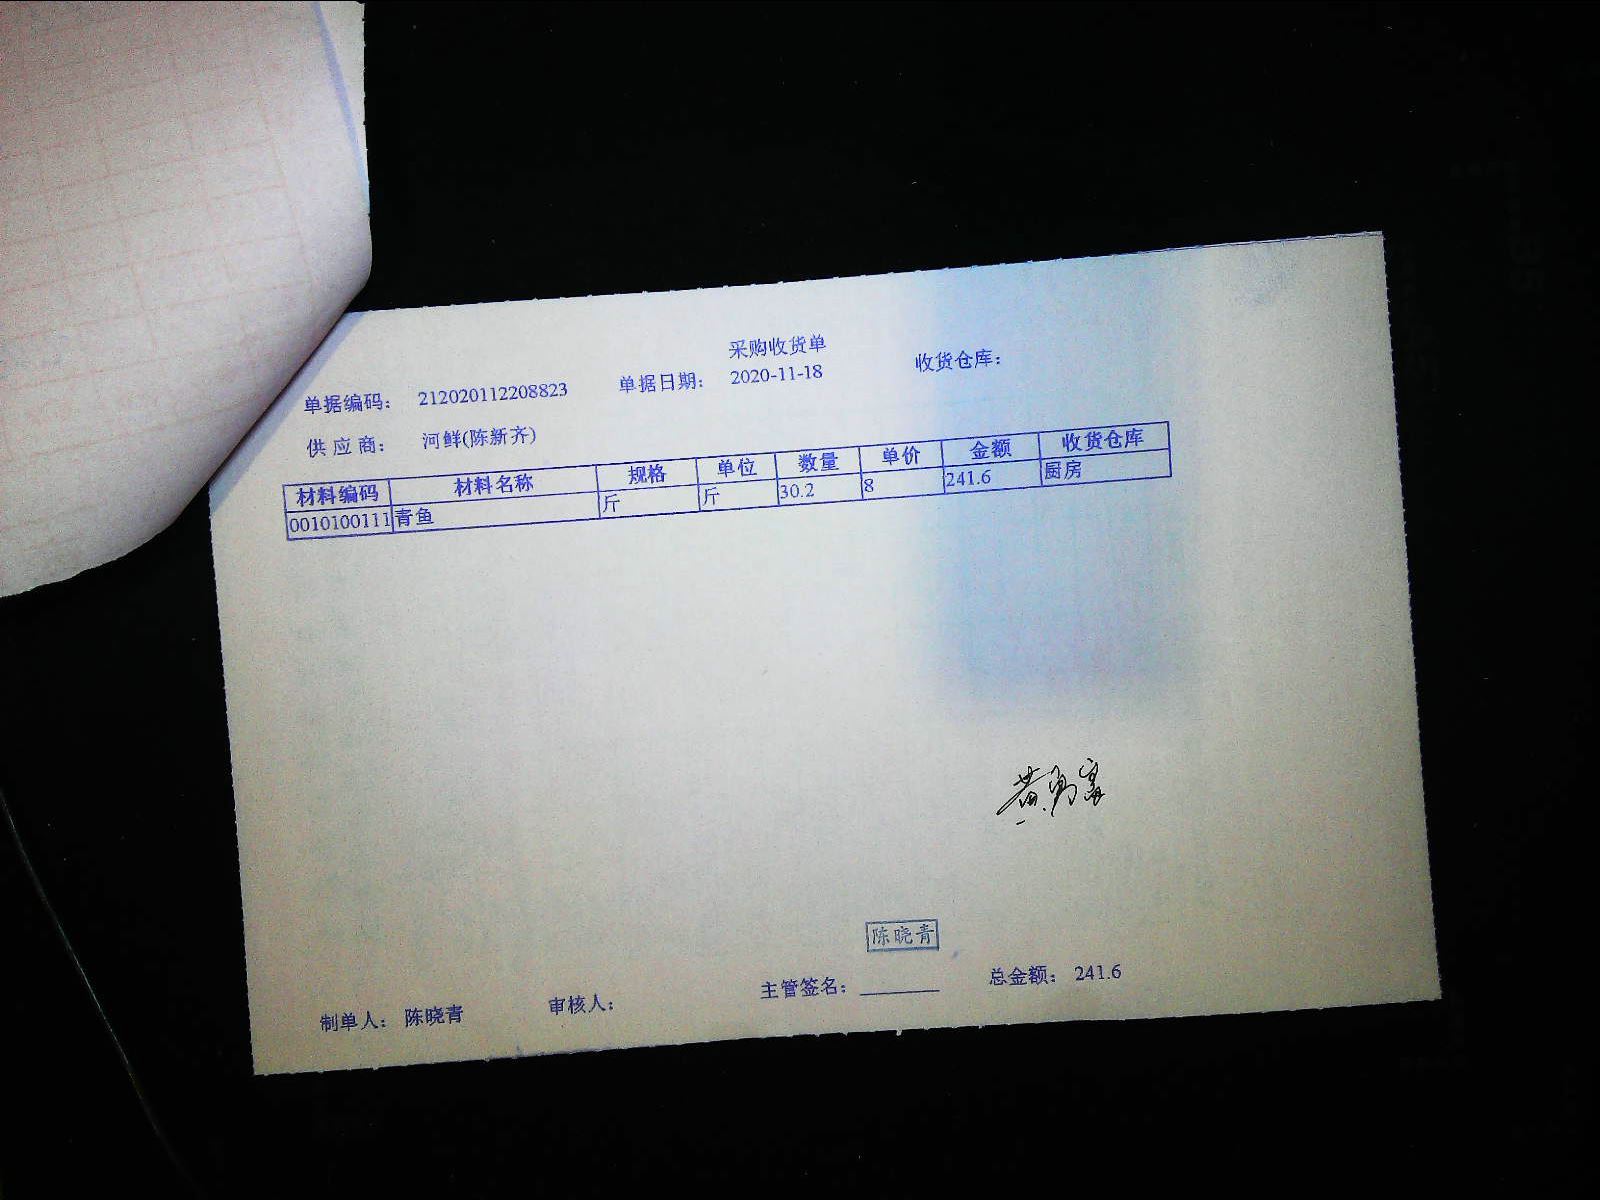 采购收货单
单据编码： 212020112208823 单据日期： 2020-11-18 收货仓库：
供 应 商： 河鲜(陈新齐)
材料编码 材料名称 规格 单位 数量 单价 金额 收货仓库
0010100111 青鱼 斤 斤 30.2 8 241.6 厨房
陈晓青
制单人： 陈晓青 审核人： 主管签名： 总金额： 241.6